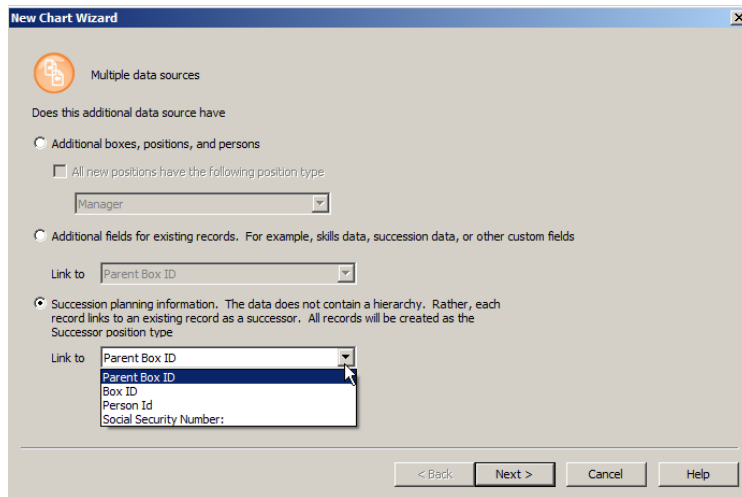 New Chart Wizard
Multiple data sources
Does this additional data source have
Additional boxes, positions, and persons
All new positions have the following position type
Manager
Additional fields for existing records. For example, skills data, succession data, or other custom fields
Link to Parent Box ID
Succession planning information. The data does not contain a hierarchy. Rather, each
record links to an existing record as a successor. All records will be created as the
Successor position type
Link to Parent Box ID
Parent Box ID
Box ID
Person Id
Social Security Number:
< Back Next > Cancel Help